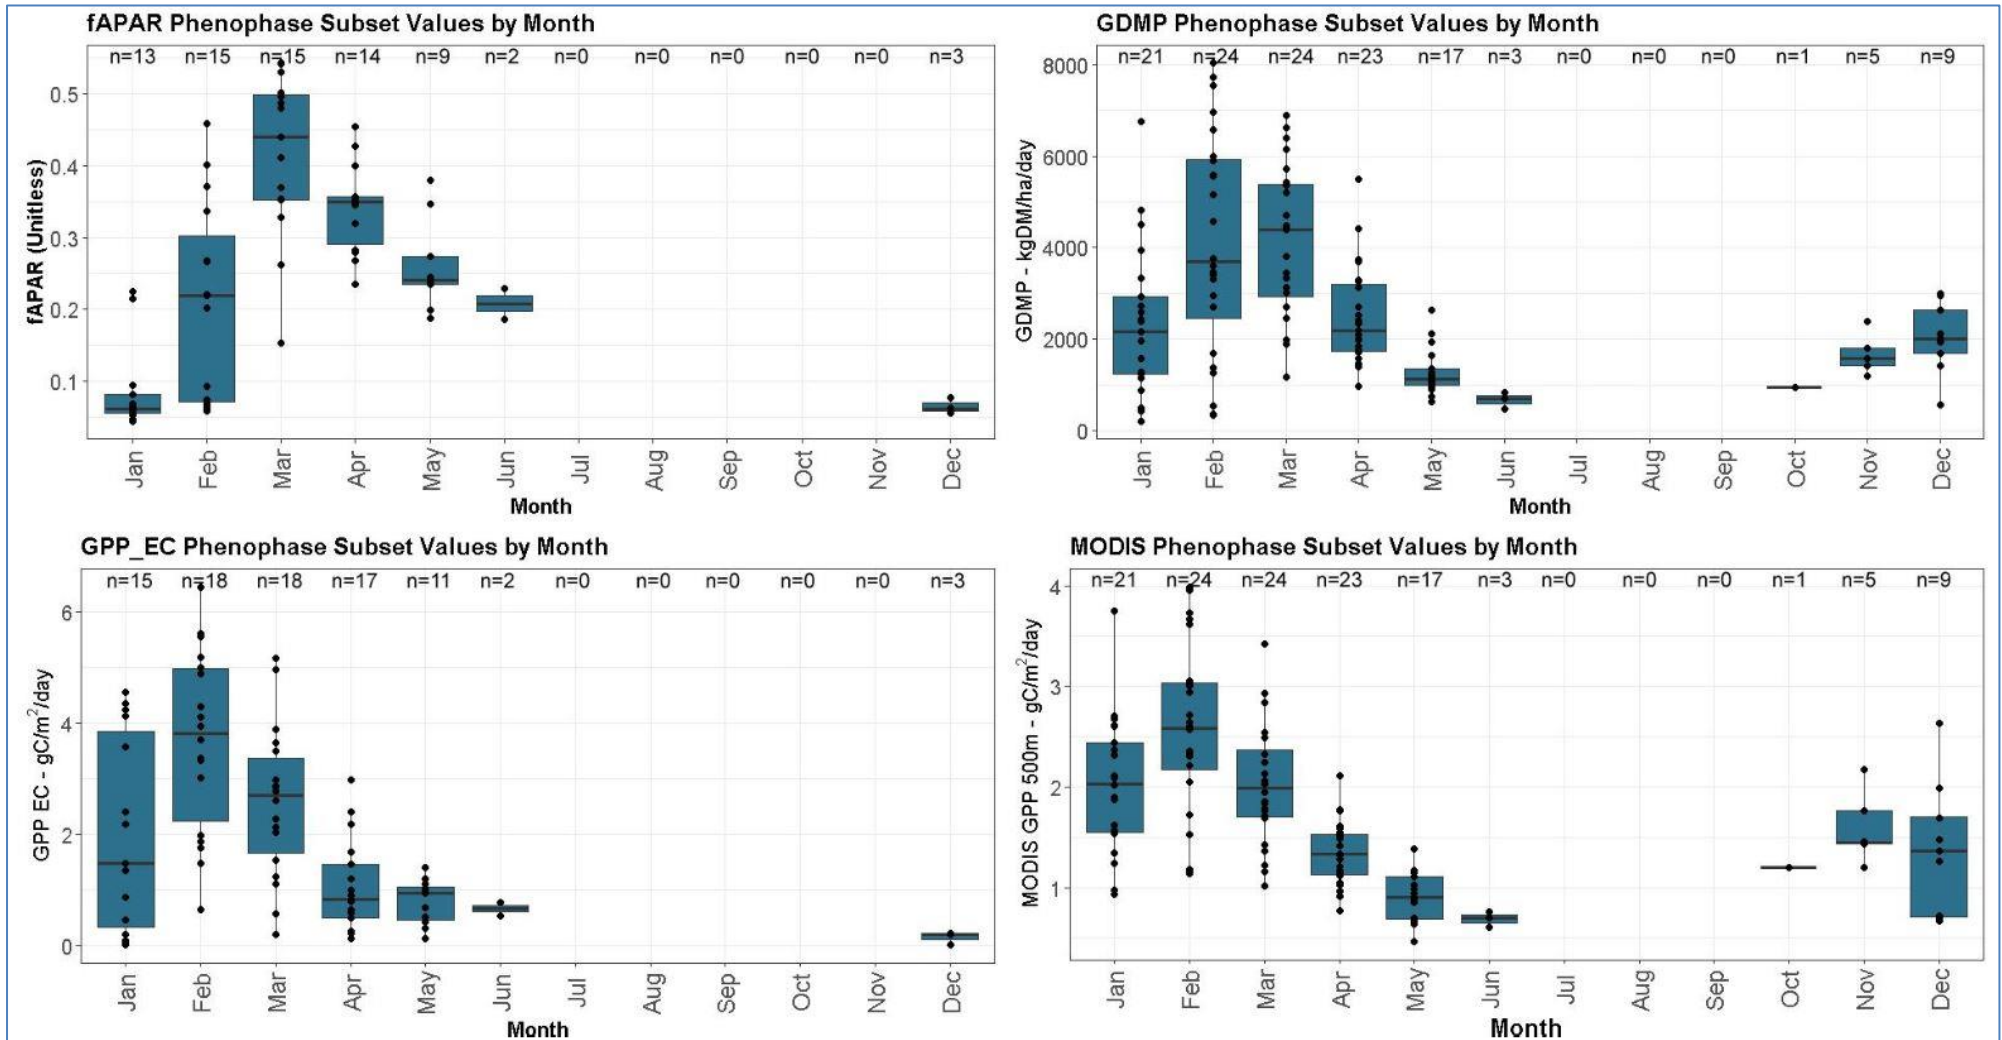 fAPAR Phenophase Subset Values by Month
n=13 n=15 n=15 n=14 n=9 n=2 n=0 n=0 n=0 n=0 n=0 n=3
fAPAR (Unitless)
0.5
0.4
0.3
0.2
0.1
Jan Feb Mar Apr May Jun Jul Aug Sep Oct Nov Dec
Month
GDMP Phenophase Subset Values by Month
n=21 n=24 n=24 n=23 n=17 n=3 n=0 n=0 n=0 n=1 n=5 n=9
GDMP - kgDM/ha/day
8000
6000
4000
2000
0
Jan Feb Mar Apr May Jun Jul Aug Sep Oct Nov Dec
Month
GPP_EC Phenophase Subset Values by Month
n=15 n=18 n=18 n=17 n=11 n=2 n=0 n=0 n=0 n=0 n=0 n=3
GPP EC - gC/m²/day
6
4
2
0
Jan Feb Mar Apr May Jun Jul Aug Sep Oct Nov Dec
Month
MODIS Phenophase Subset Values by Month
n=21 n=24 n=24 n=23 n=17 n=3 n=0 n=0 n=0 n=1 n=5 n=9
MODIS GPP 500m - gC/m²/day
4
3
2
1
Jan Feb Mar Apr May Jun Jul Aug Sep Oct Nov Dec
Month